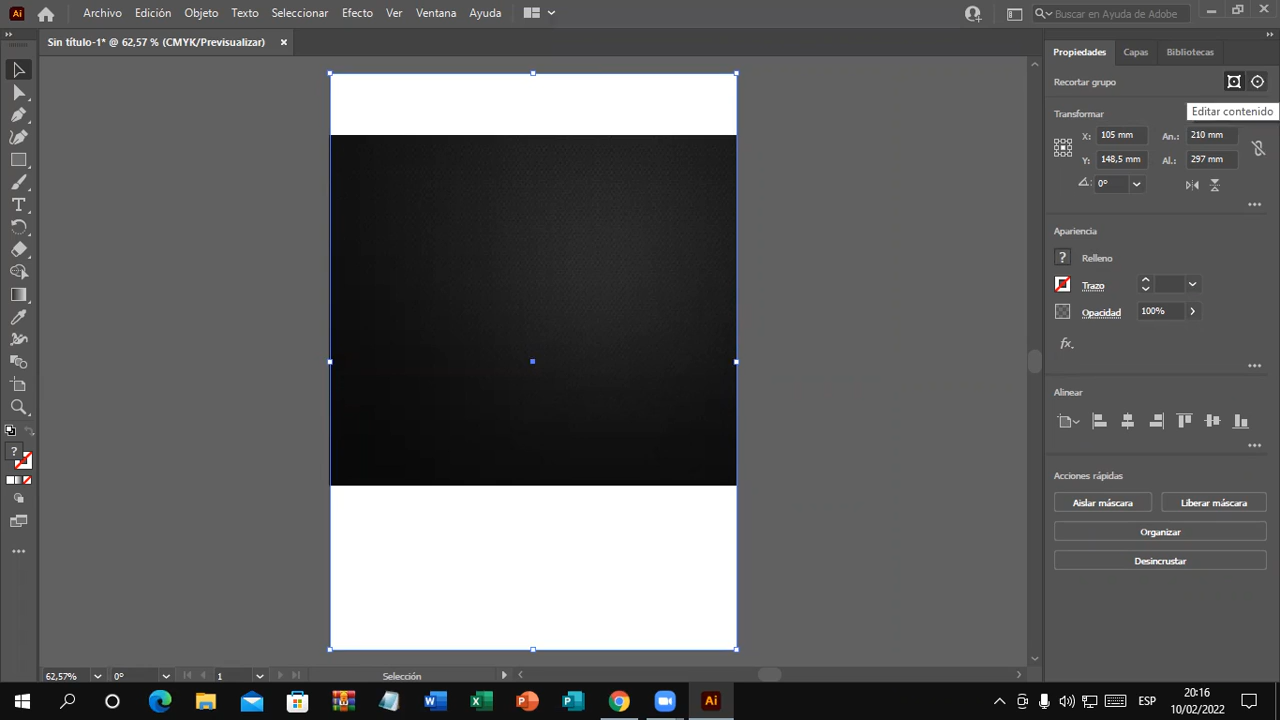 Ai Archivo Edición Objeto Texto Seleccionar Efecto Ver Ventana Ayuda Buscar en Ayuda de Adobe
Sin título-1* @ 62,57 % (CMYK/Previsualizar)
Propiedades Capas Bibliotecas
Recortar grupo
Editar contenido
Transformar
X: 105 mm An.: 210 mm
Y: 148,5 mm Al.: 297 mm
0°
Apariencia
? Relleno
Trazo
Opacidad 100%
fx.
Alinear
?
Acciones rápidas
Aislar máscara Liberar máscara
Organizar
Desincrustar
62,57% 0° 1 Selección
ESP
20:16
10/02/2022